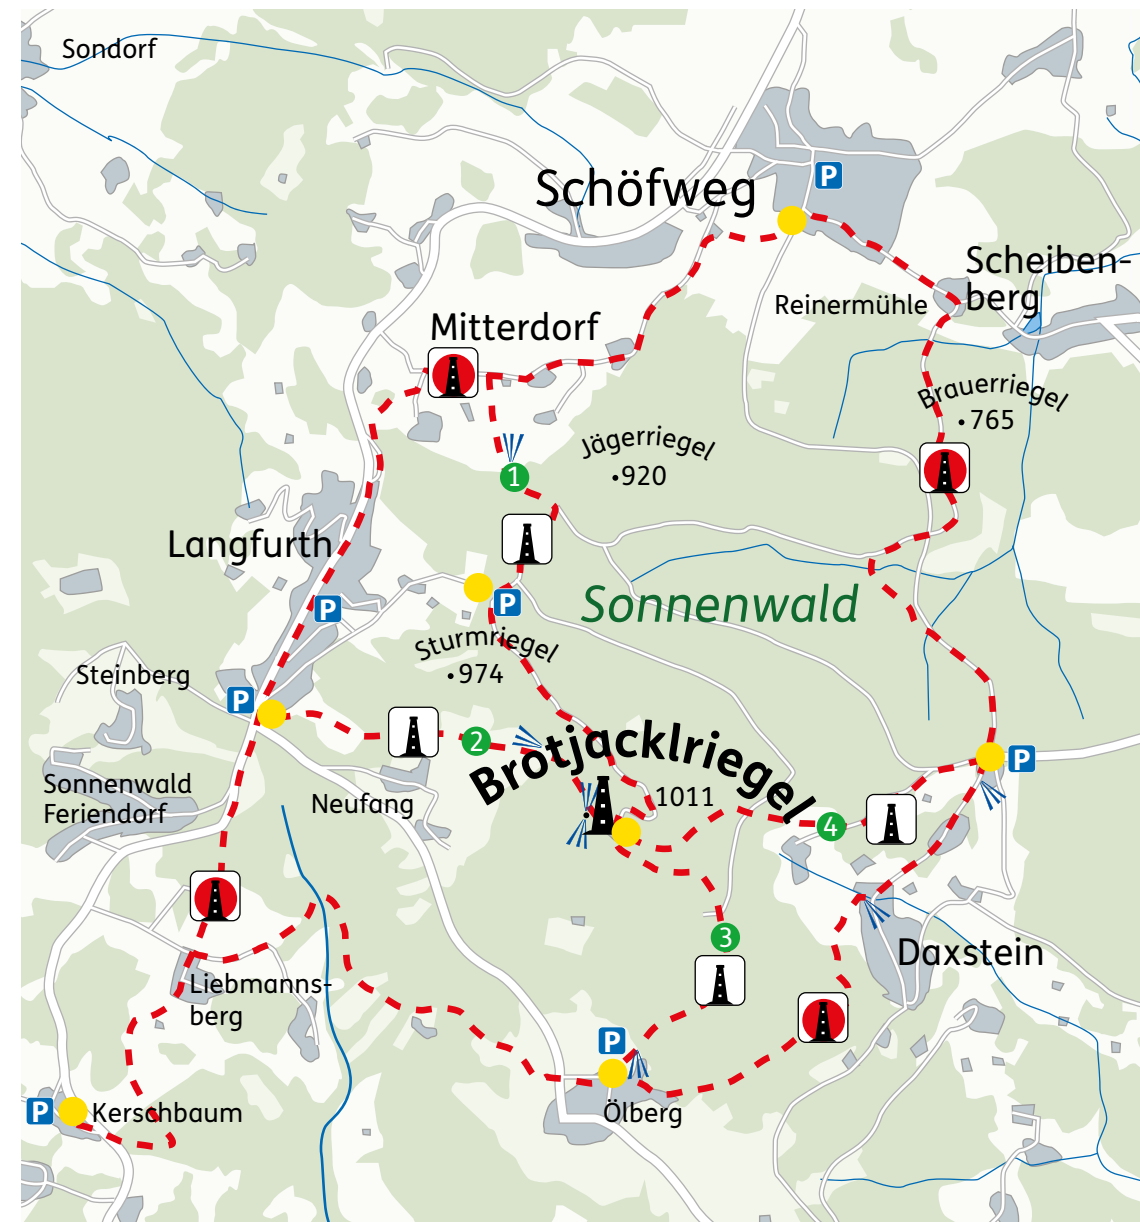 Sondorf
P
Schöfweg
Scheiben-
berg
Reinermühle
Mitterdorf
Brauerriegel
•765
Jägerriegel
•920
1
Langfurth
P
Sonnenwald
P
Sturmriegel
•974
Steinberg
P
2
Brotjacklriegel
P
Sonnenwald
Feriendorf
Neufang
1011
4
3
Daxstein
Liebmanns-
berg
P
P
Kerschbaum
Ölberg